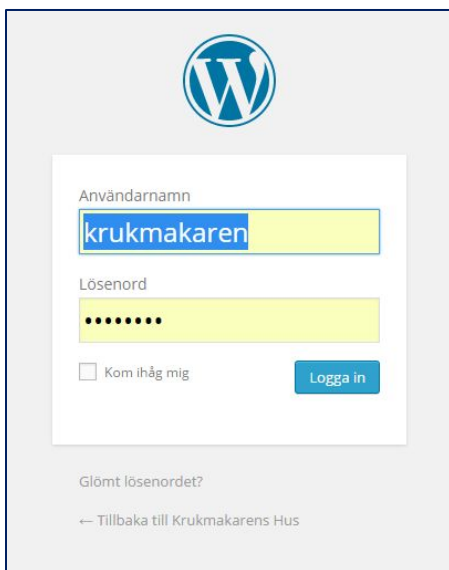 Användarnamn
krukmakaren
Lösenord
••••••••
Kom ihåg mig
Logga in
Glömt lösenordet?
← Tillbaka till Krukmakarens Hus